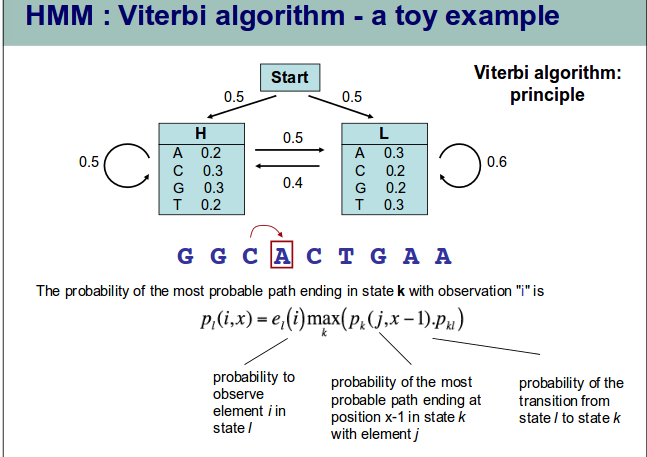 HMM : Viterbi algorithm - a toy example
Start
Viterbi algorithm:
principle
0.5
0.5
H
A 0.2
C 0.3
G 0.3
T 0.2
0.5
0.5
0.4
L
A 0.3
C 0.2
G 0.2
T 0.3
0.6
G G C A C T G A A
The probability of the most probable path ending in state k with observation "i" is
p_l(i,x) = e_l(i) max_k (p_k(j,x−1).p_kl)
probability to
observe
element i in
state l
probability of the most
probable path ending at
position x-1 in state k
with element j
probability of the
transition from
state l to state k